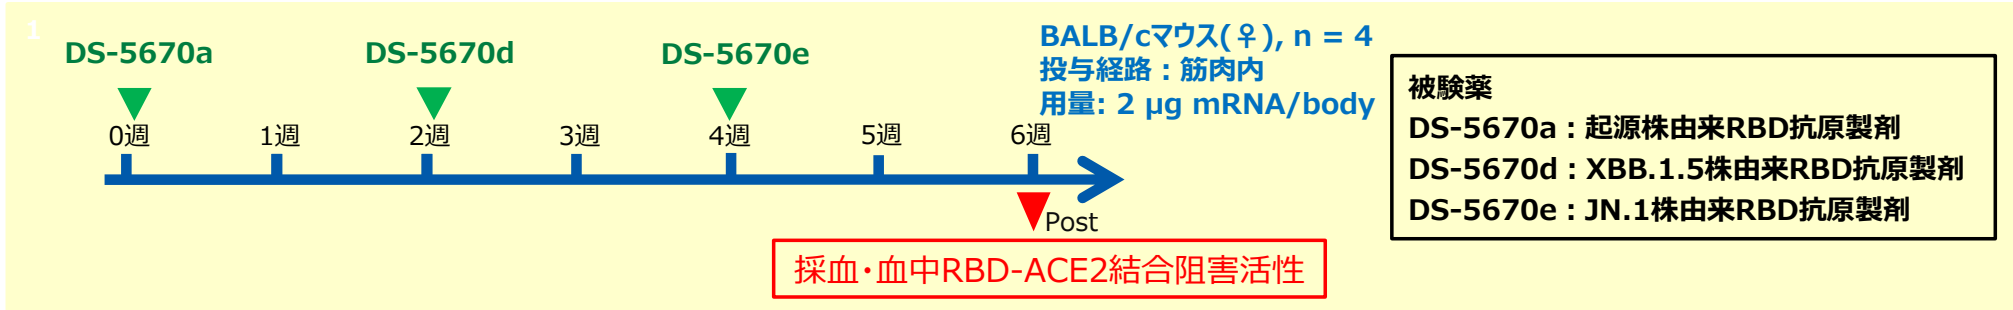 1
DS-5670a
DS-5670d
DS-5670e
BALB/cマウス(♀), n = 4
投与経路：筋肉内
用量: 2 µg mRNA/body
0週
1週
2週
3週
4週
5週
6週
Post
採血・血中RBD-ACE2結合阻害活性
被験薬
DS-5670a：起源株由来RBD抗原製剤
DS-5670d：XBB.1.5株由来RBD抗原製剤
DS-5670e：JN.1株由来RBD抗原製剤